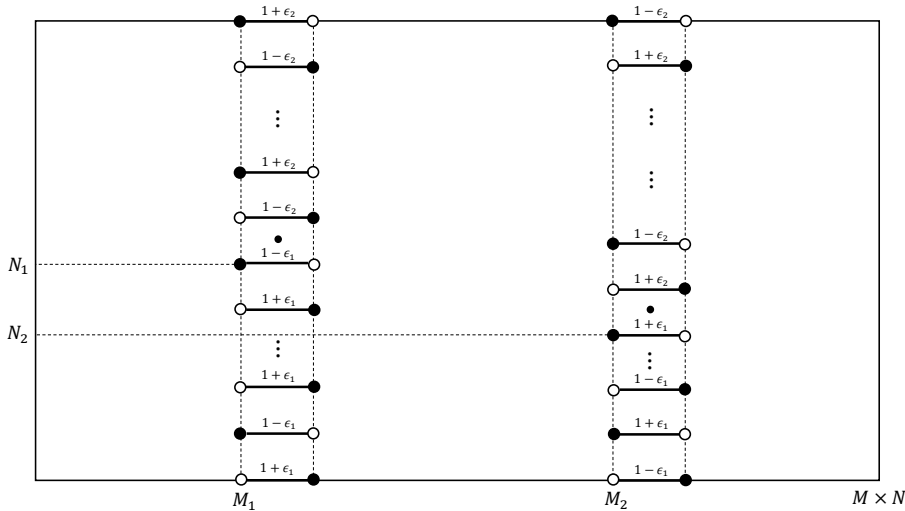 1 + ϵ₂ 1 − ϵ₂
1 − ϵ₂ 1 + ϵ₂
⋮ ⋮
1 + ϵ₂ ⋮
1 − ϵ₂
1 − ϵ₂
N₁ 1 − ϵ₁
1 + ϵ₂
1 + ϵ₁
N₂ 1 + ϵ₁
⋮ ⋮
1 + ϵ₁ 1 − ϵ₁
1 − ϵ₁ 1 + ϵ₁
1 + ϵ₁ 1 − ϵ₁
M₁ M₂ M × N